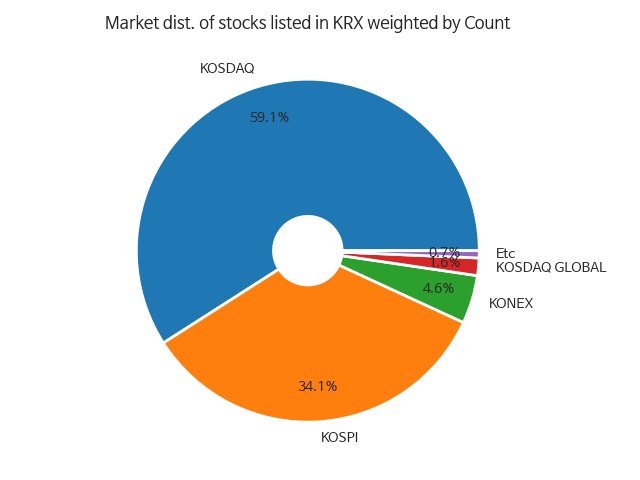 Market dist. of stocks listed in KRX weighted by Count
KOSDAQ
59.1%
0.7%
Etc
1.6%
KOSDAQ GLOBAL
4.6%
KONEX
34.1%
KOSPI